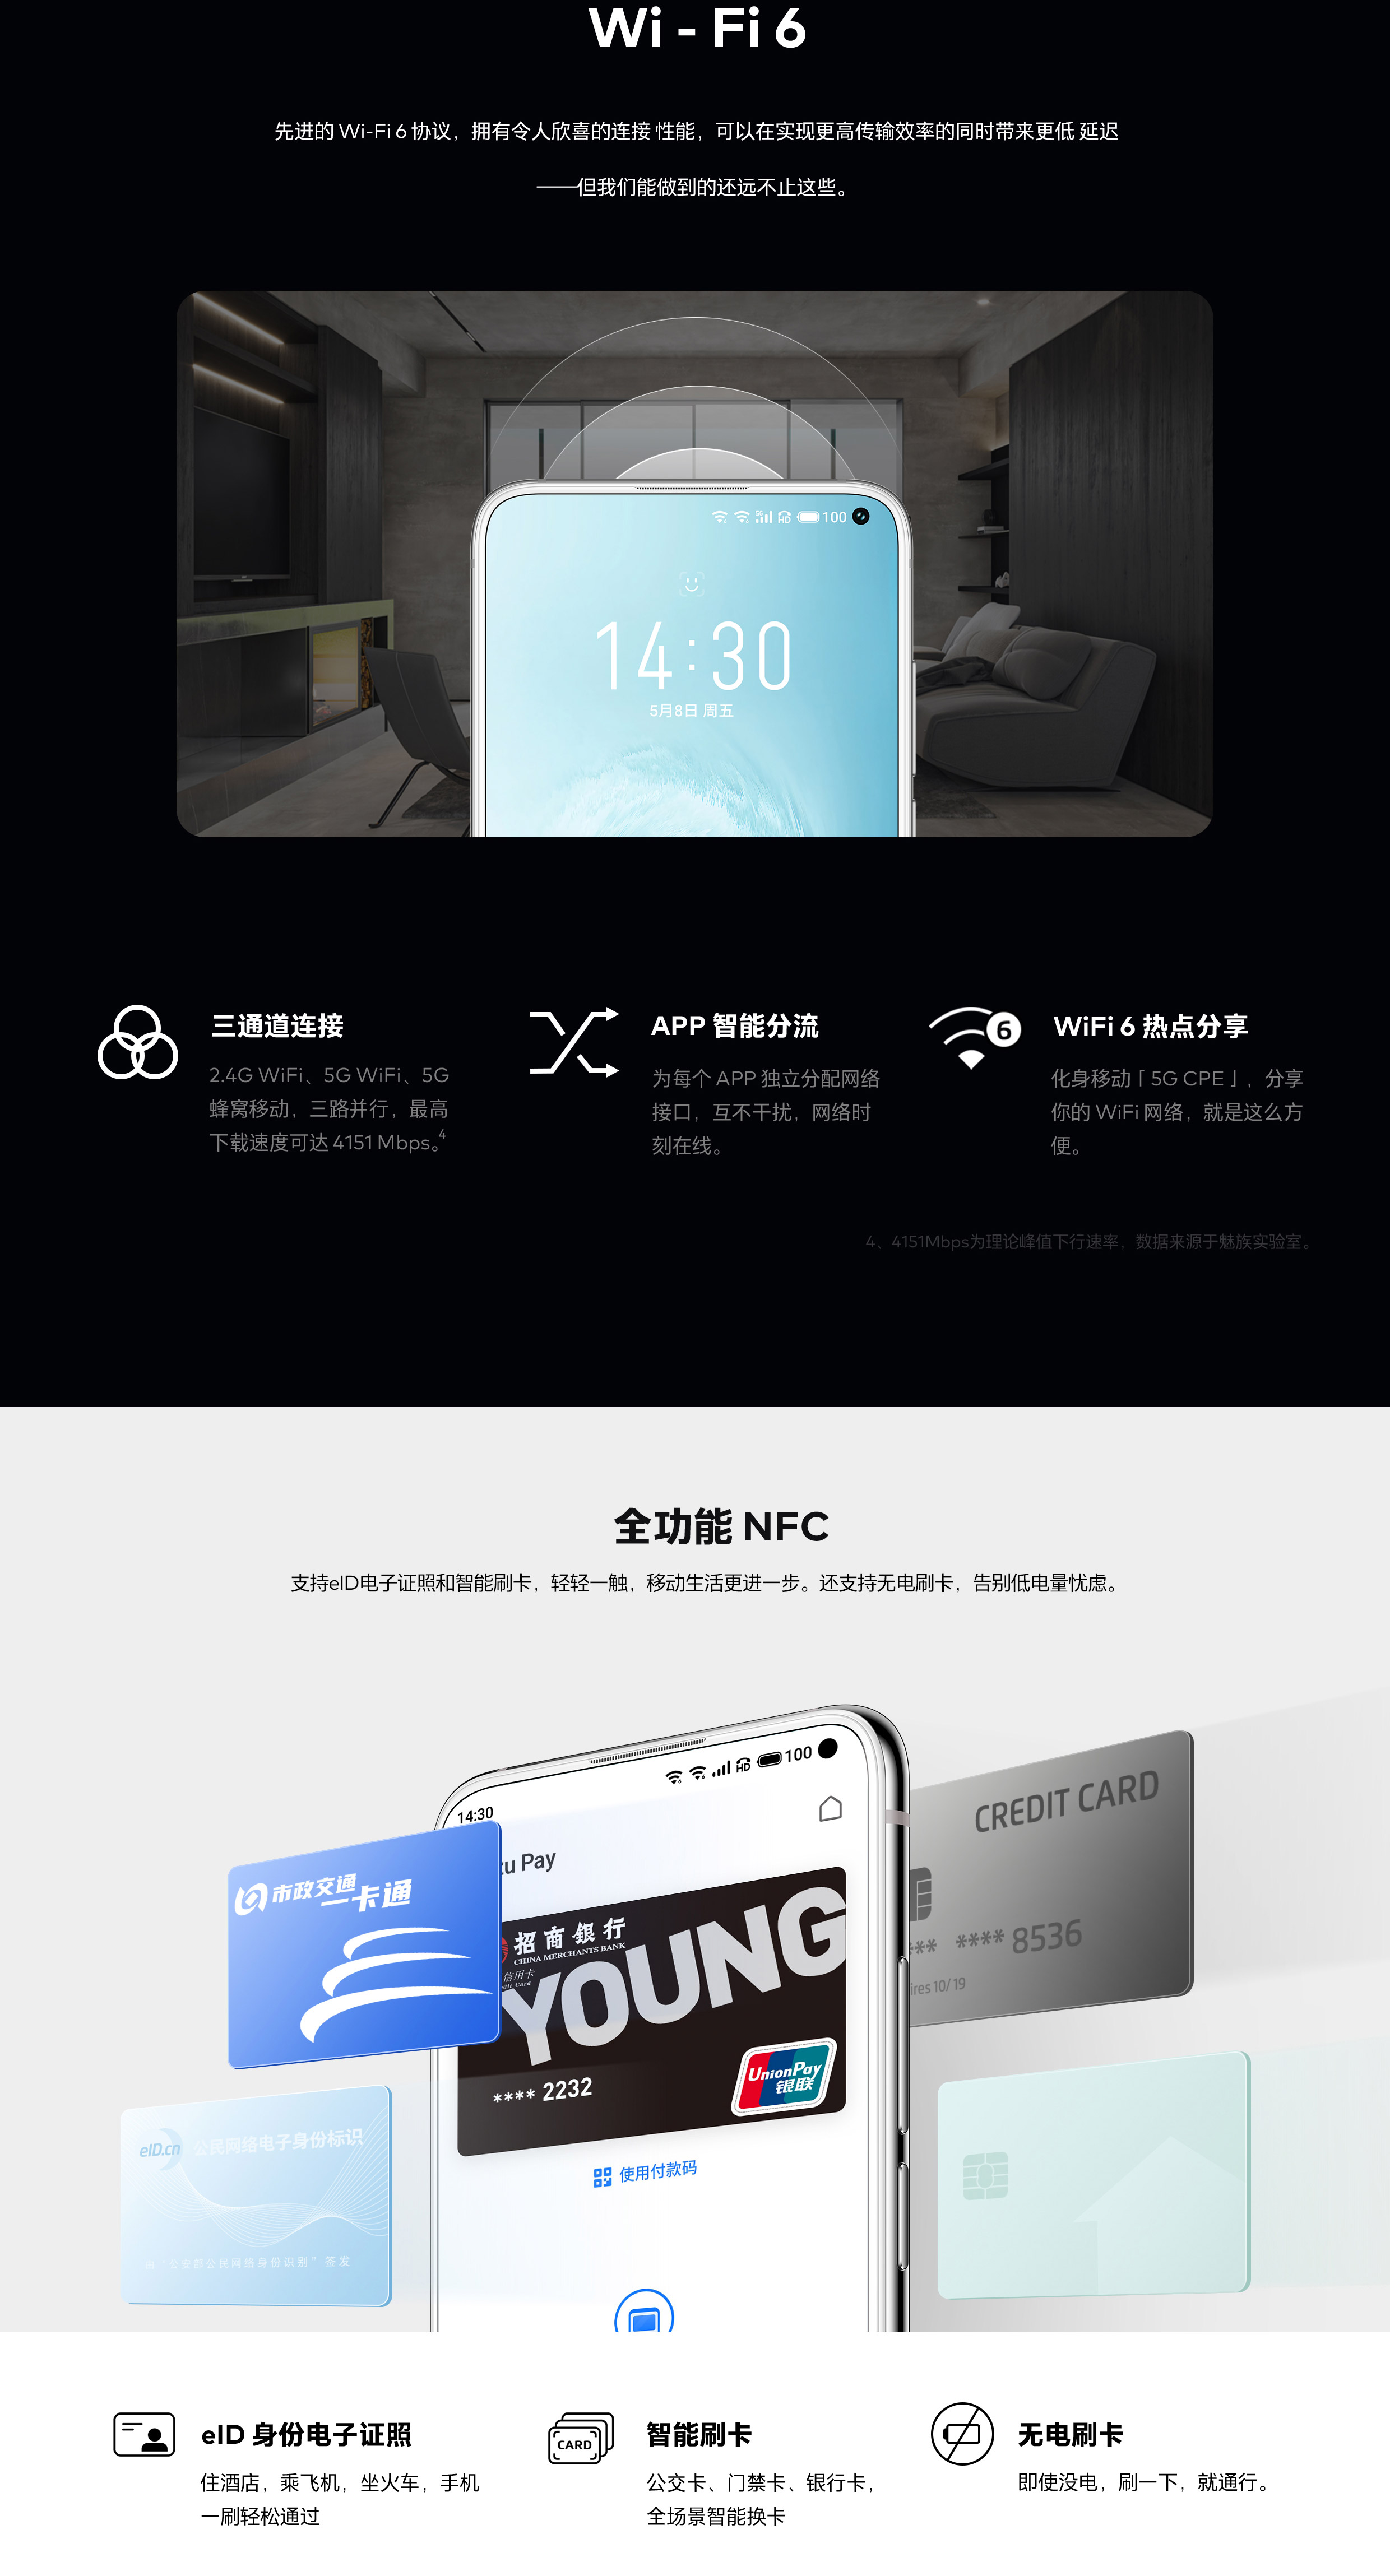 Wi - Fi 6
先进的 Wi-Fi 6 协议，拥有令人欣喜的连接 性能，可以在实现更高传输效率的同时带来更低 延迟
——但我们能做到的还远不止这些。
HD 100
14:30
5月8日 周五
三通道连接
2.4G WiFi、5G WiFi、5G
蜂窝移动，三路并行，最高
下载速度可达 4151 Mbps。4
APP 智能分流
为每个 APP 独立分配网络
接口，互不干扰，网络时
刻在线。
6
WiFi 6 热点分享
化身移动「 5G CPE 」，分享
你的 WiFi 网络，就是这么方
便。
4、4151Mbps为理论峰值下行速率，数据来源于魅族实验室。
全功能 NFC
支持eID电子证照和智能刷卡，轻轻一触，移动生活更进一步。还支持无电刷卡，告别低电量忧虑。
14:30
HD 100
zu Pay
市政交通一卡通
招商銀行
CHINA MERCHANTS BANK
信用卡
dit Card
YOUNG
**** 2232
UnionPay
银联
使用付款码
CREDIT CARD
*** **** 8536
ires 10/19
eID.cn 公民网络电子身份标识
由“公安部公民网络身份识别”签发
eID 身份电子证照
住酒店，乘飞机，坐火车，手机
一刷轻松通过
CARD
智能刷卡
公交卡、门禁卡、银行卡，
全场景智能换卡
无电刷卡
即使没电，刷一下，就通行。